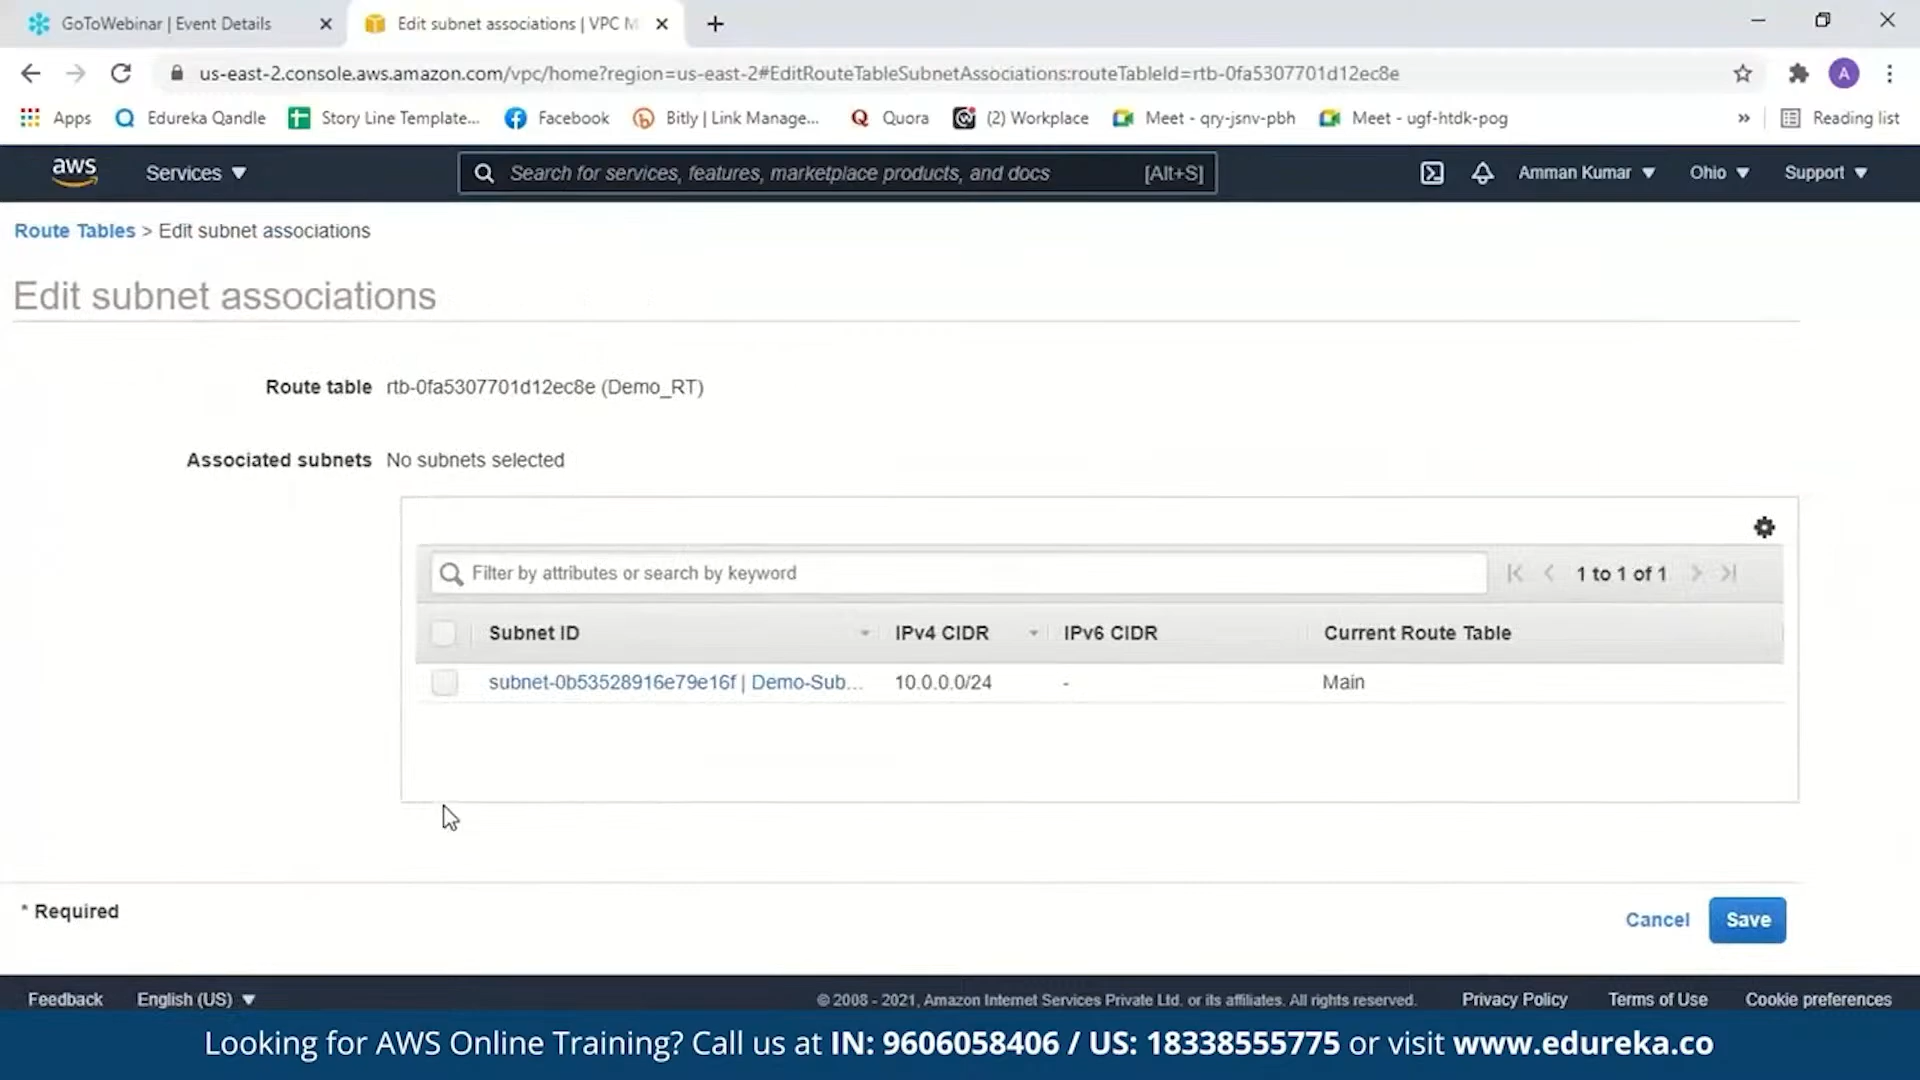 GoToWebinar | Event Details
Edit subnet associations | VPC M
us-east-2.console.aws.amazon.com/vpc/home?region=us-east-2#EditRouteTableSubnetAssociations:routeTableId=rtb-0fa5307701d12ec8e
A
Apps
Edureka Qandle
Story Line Template...
Facebook
Bitly | Link Manage...
Quora
(2) Workplace
Meet - qry-jsnv-pbh
Meet - ugf-htdk-pog
»
Reading list
aws
Services
Search for services, features, marketplace products, and docs
[Alt+S]
Amman Kumar
Ohio
Support
Route Tables > Edit subnet associations
Edit subnet associations
Route table rtb-0fa5307701d12ec8e (Demo_RT)
Associated subnets No subnets selected
Filter by attributes or search by keyword
1 to 1 of 1
Subnet ID IPv4 CIDR IPv6 CIDR Current Route Table
subnet-0b53528916e79e16f | Demo-Sub... 10.0.0.0/24 - Main
* Required
Cancel
Save
Feedback
English (US)
© 2008 - 2021, Amazon Internet Services Private Ltd. or its affiliates. All rights reserved.
Privacy Policy
Terms of Use
Cookie preferences
Looking for AWS Online Training? Call us at IN: 9606058406 / US: 18338555775 or visit www.edureka.co